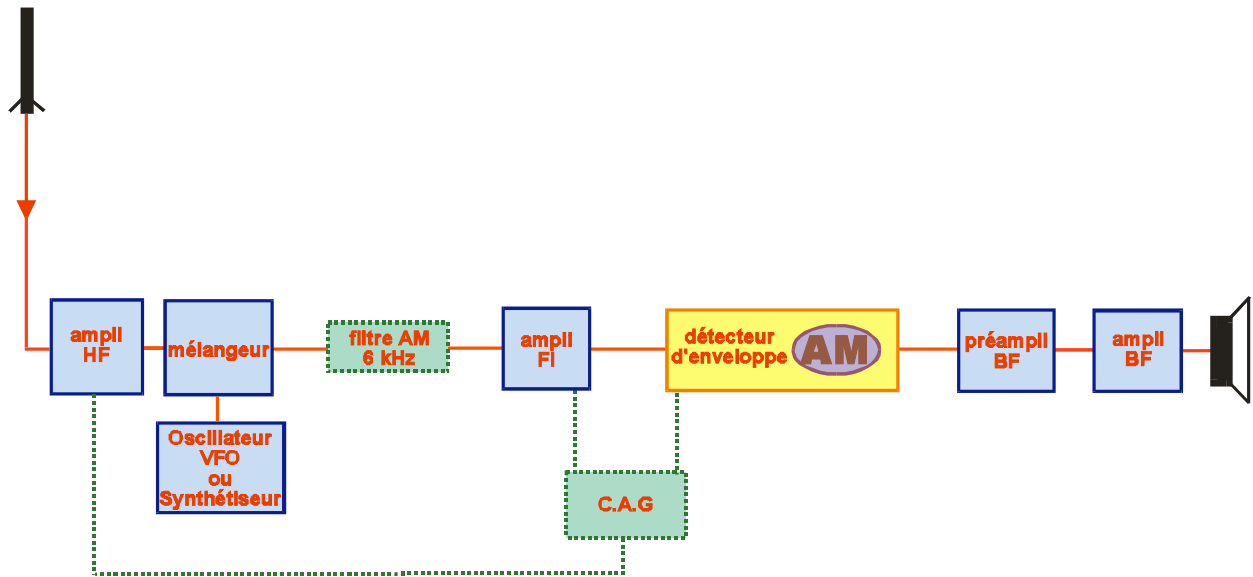 ampli
HF
mélangeur
filtre AM
6 kHz
ampli
FI
détecteur
d'enveloppe
AM
préampli
BF
ampli
BF
Oscillateur
VFO
ou
Synthétiseur
C.A.G